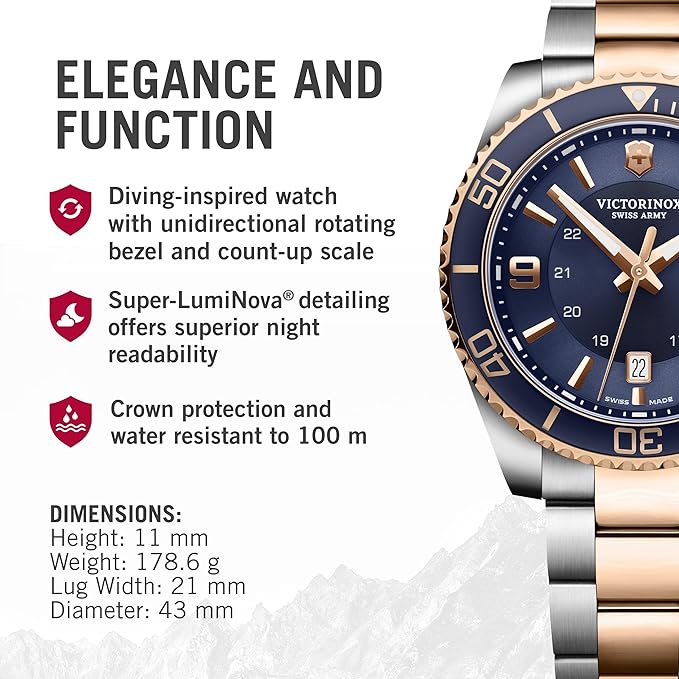 ELEGANCE AND
FUNCTION
Diving-inspired watch
with unidirectional rotating
bezel and count-up scale
Super-LumiNova® detailing
offers superior night
readability
Crown protection and
water resistant to 100 m
DIMENSIONS:
Height: 11 mm
Weight: 178.6 g
Lug Width: 21 mm
Diameter: 43 mm
50
40
30
VICTORINOX
SWISS ARMY
22
21
9
20
19
17
22
SWISS MADE